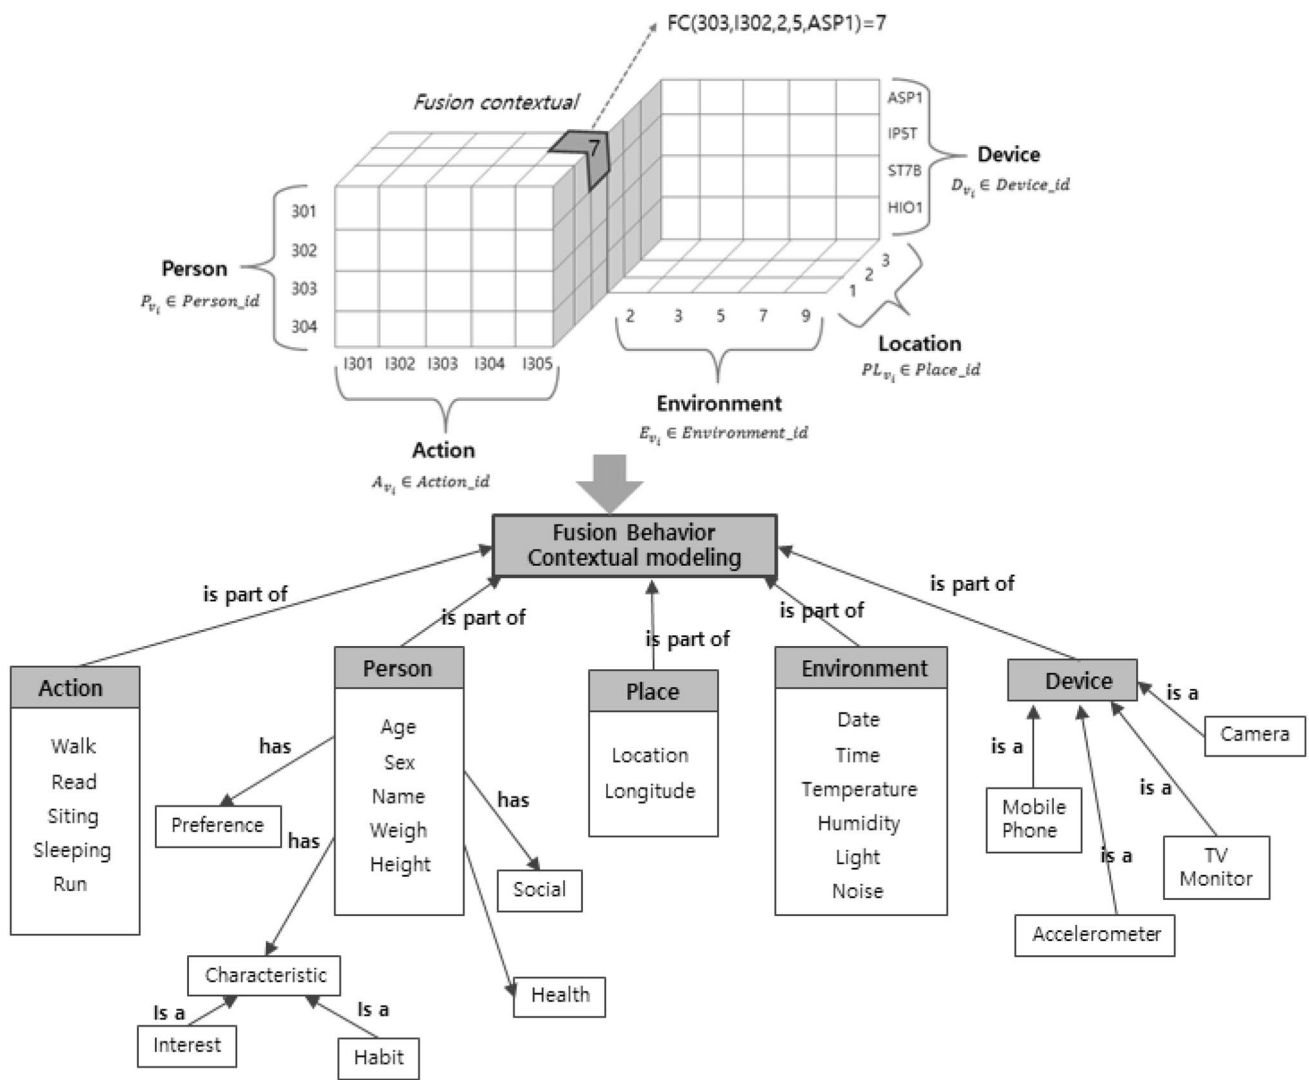 FC(303,I302,2,5,ASP1)=7
Fusion contextual
7
ASP1
IPST
ST7B
HIO1
Device
D_{v_i} ∈ Device_id
301
302
303
304
Person
P_{v_i} ∈ Person_id
3
2
1
I301 I302 I303 I304 I305
2 3 5 7 9
Location
PL_{v_i} ∈ Place_id
Environment
E_{v_i} ∈ Environment_id
Action
A_{v_i} ∈ Action_id
Fusion Behavior
Contextual modeling
is part of
is part of
is part of
is part of
is part of
Action
Walk
Read
Siting
Sleeping
Run
Person
Age
Sex
Name
Weigh
Height
Place
Location
Longitude
Environment
Date
Time
Temperature
Humidity
Light
Noise
Device
is a
Camera
is a
Mobile
Phone
is a
TV
Monitor
is a
Accelerometer
has
Preference
has
Social
has
Characteristic
Health
Is a
Interest
Is a
Habit